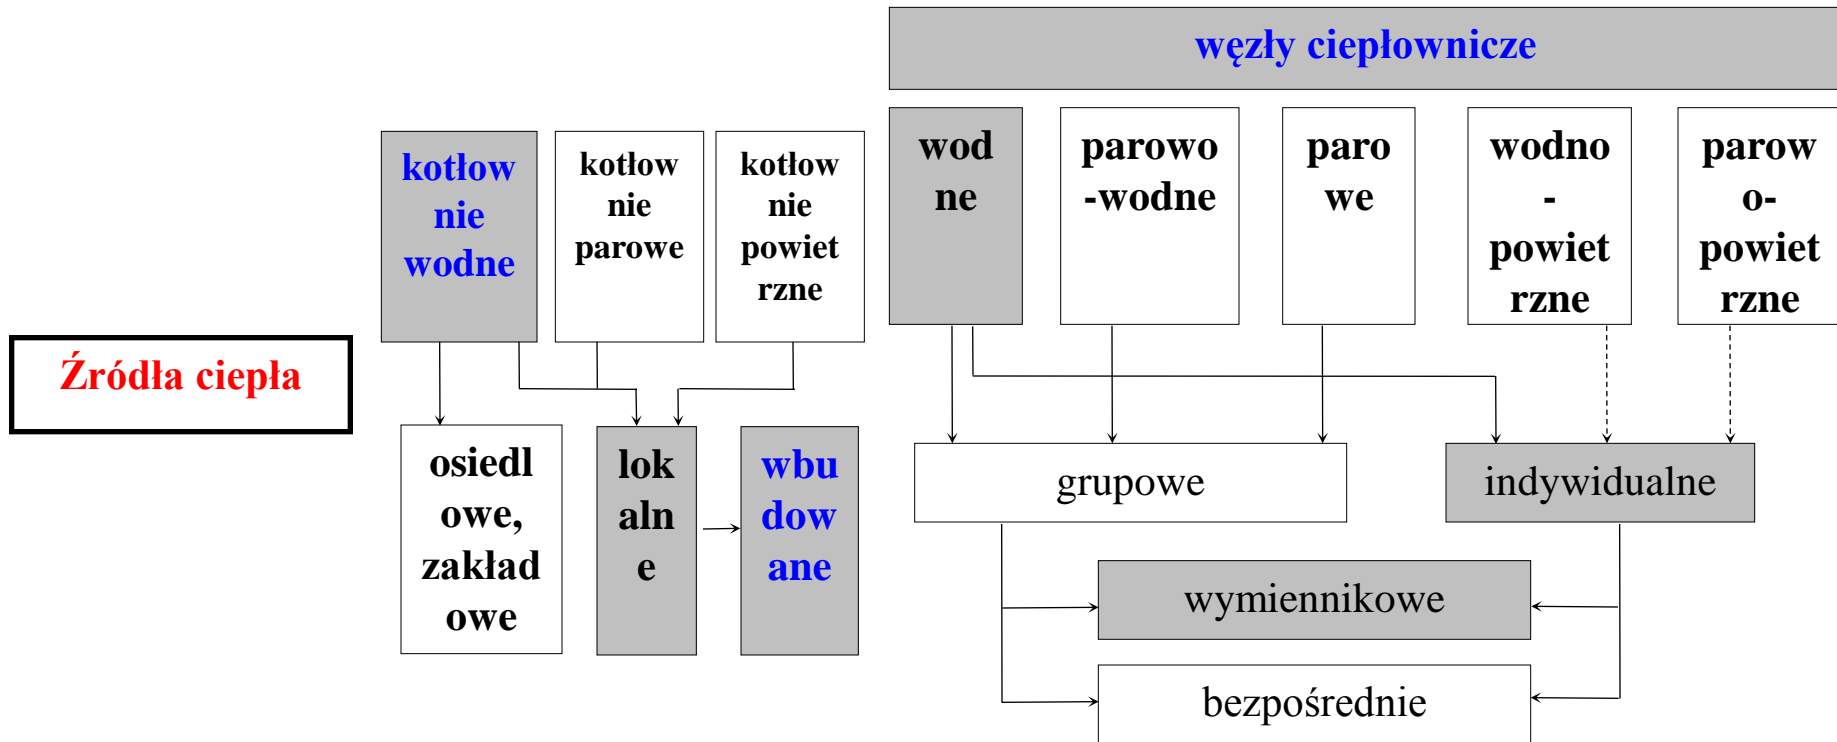 węzły ciepłownicze
kotłow
nie
wodne
kotłow
nie
parowe
kotłow
nie
powiet
rzne
wod
ne
parowo
-wodne
paro
we
wodno
-
powiet
rzne
parow
o-
powiet
rzne
Źródła ciepła
osiedl
owe,
zakład
owe
lok
aln
e
wbu
dow
ane
grupowe
indywidualne
wymiennikowe
bezpośrednie